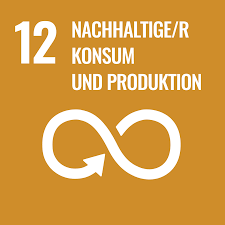 12 NACHHALTIGE/R
KONSUM
UND PRODUKTION